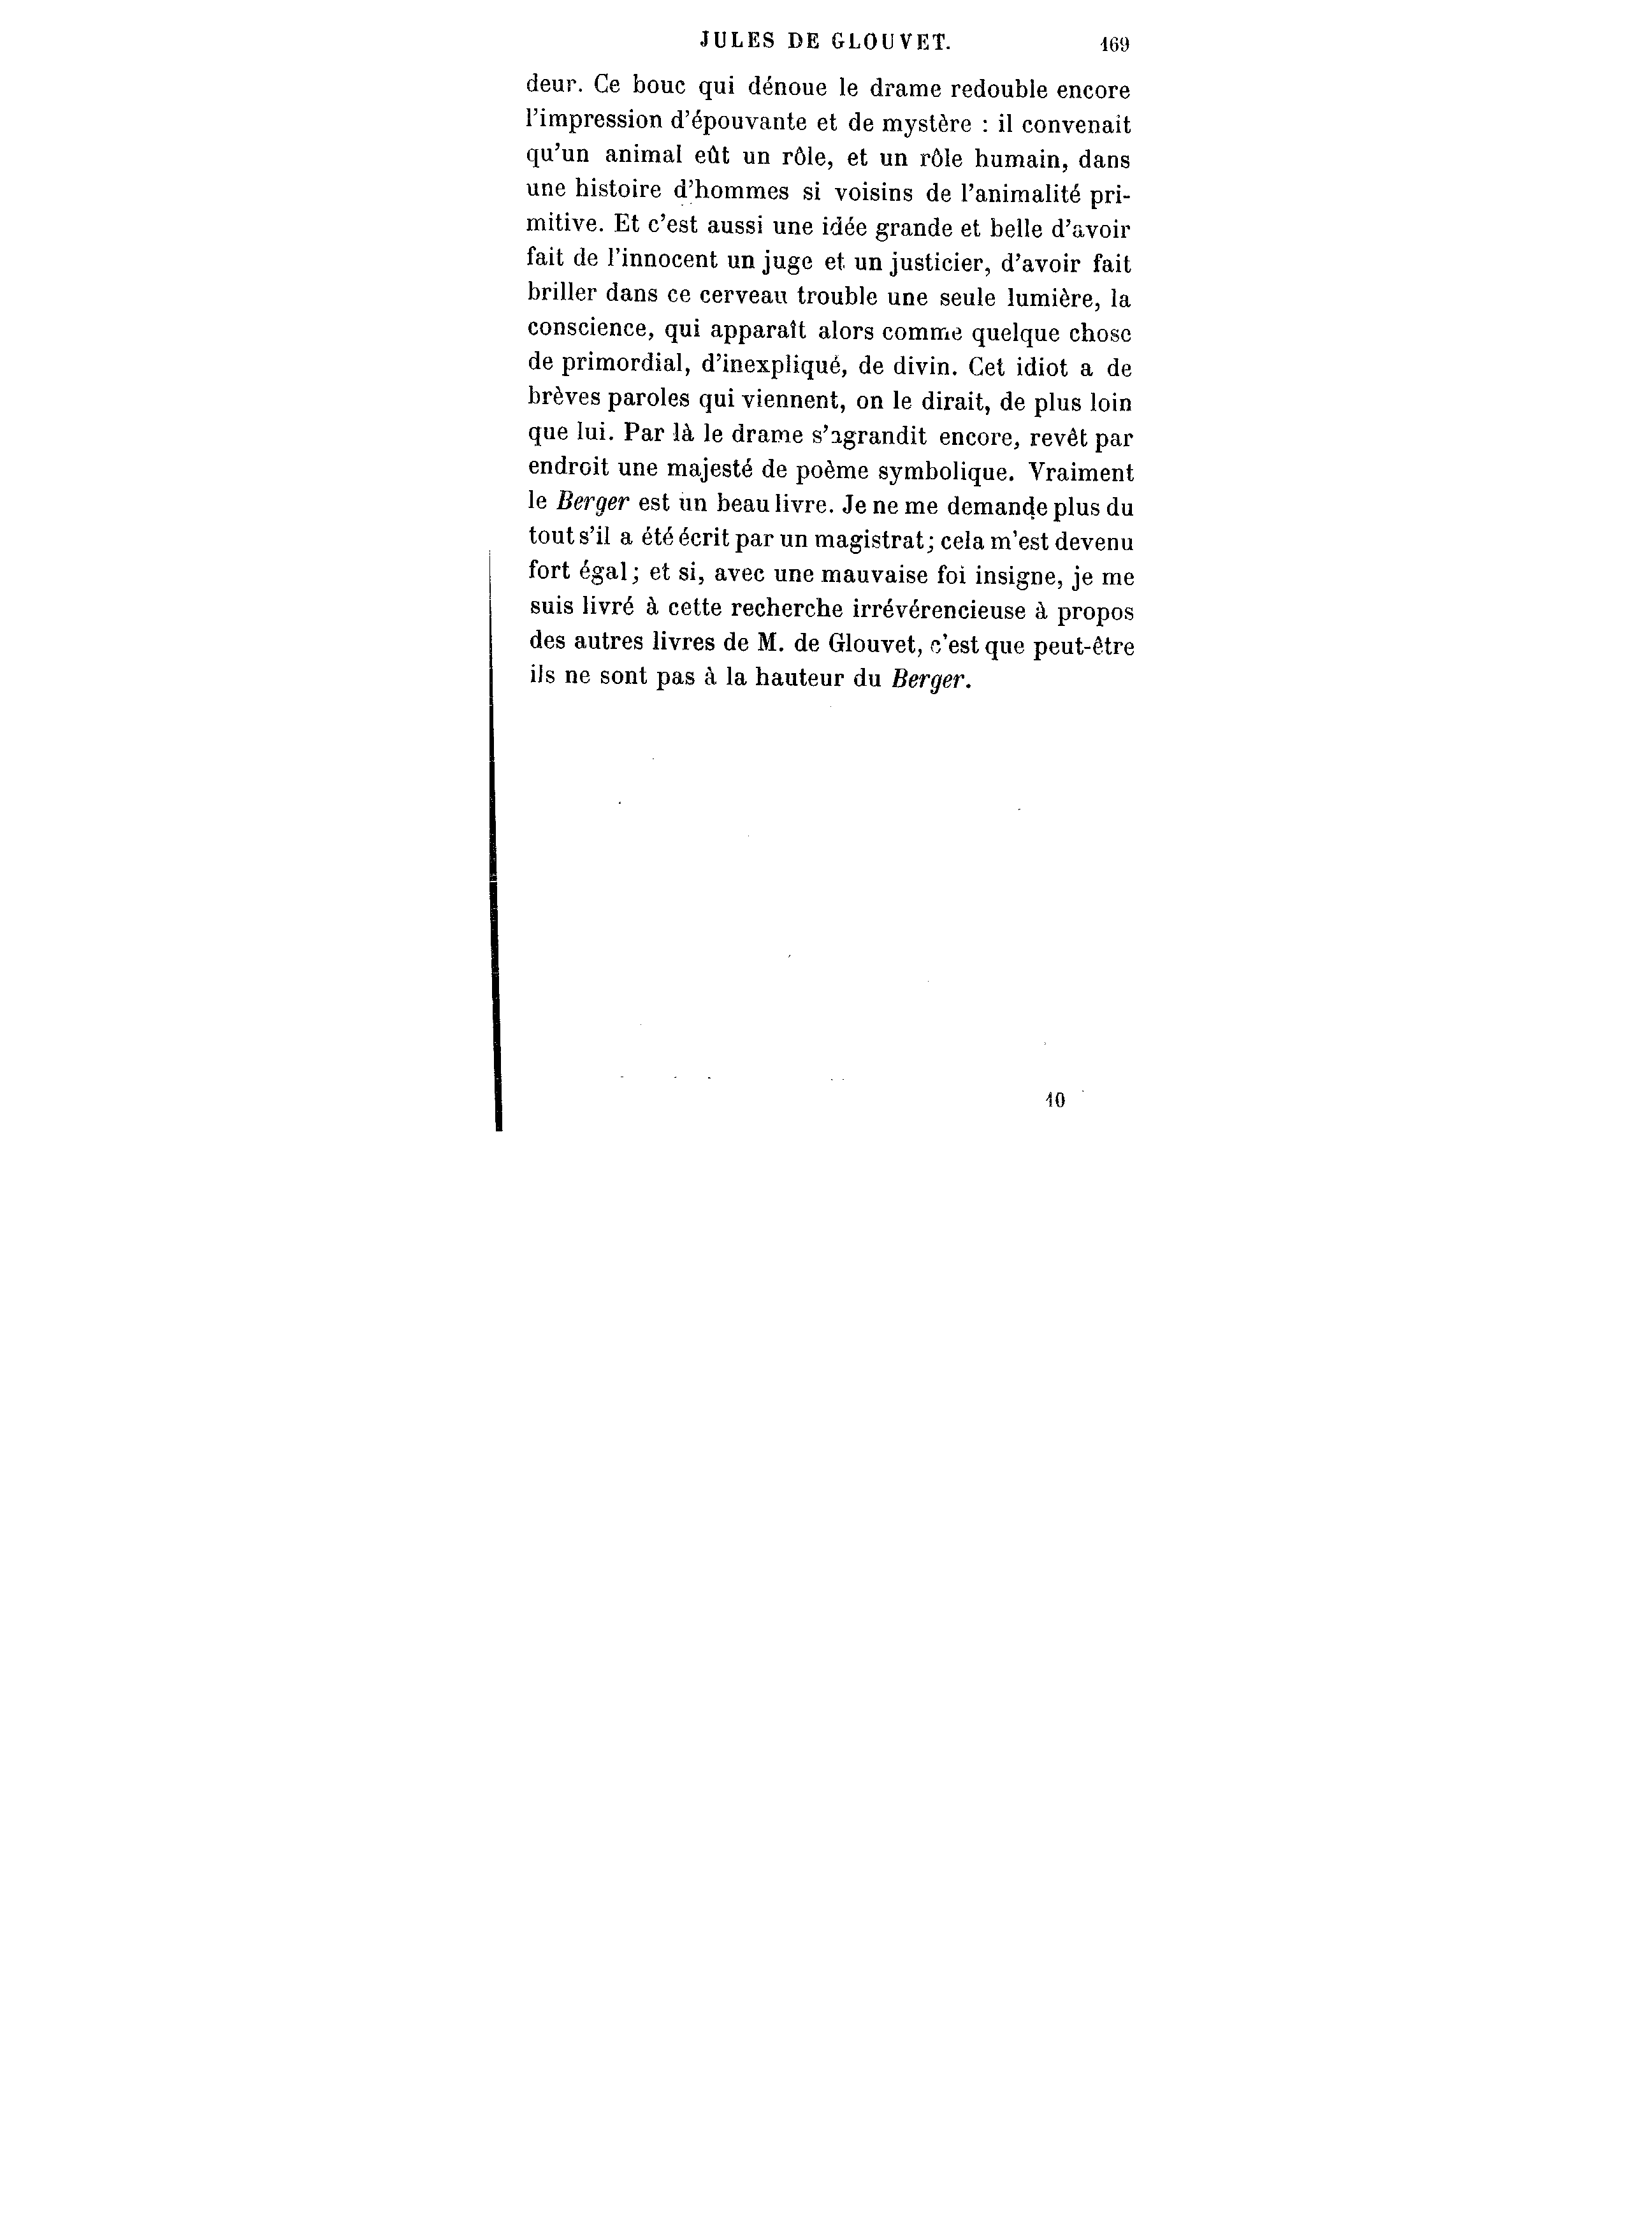 JULES DE GLOUVET. 169
deur. Ce bouc qui dénoue le drame redouble encore
l'impression d'épouvante et de mystère : il convenait
qu'un animal eût un rôle, et un rôle humain, dans
une histoire d'hommes si voisins de l'animalité pri-
mitive. Et c'est aussi une idée grande et belle d'avoir
fait de l'innocent un juge et un justicier, d'avoir fait
briller dans ce cerveau trouble une seule lumière, la
conscience, qui apparaît alors comme quelque chose
de primordial, d'inexpliqué, de divin. Cet idiot a de
brèves paroles qui viennent, on le dirait, de plus loin
que lui. Par là le drame s'agrandit encore, revêt par
endroit une majesté de poème symbolique. Vraiment
le Berger est un beau livre. Je ne me demande plus du
tout s'il a été écrit par un magistrat; cela m'est devenu
fort égal; et si, avec une mauvaise foi insigne, je me
suis livré à cette recherche irrévérencieuse à propos
des autres livres de M. de Glouvet, c'est que peut-être
ils ne sont pas à la hauteur du Berger.
10